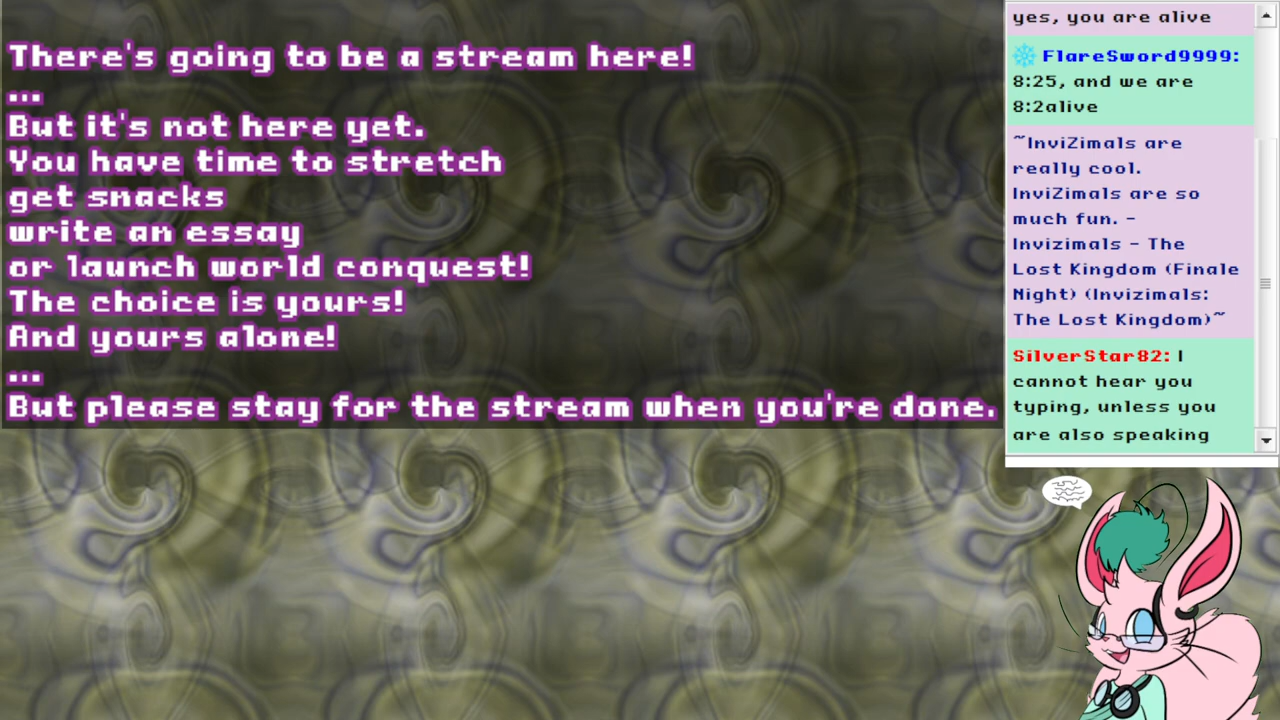 There's going to be a stream here!
...
But it's not here yet.
You have time to stretch
get snacks
write an essay
or launch world conquest!
The choice is yours!
And yours alone!
...
But please stay for the stream when you're done.
yes, you are alive
FlareSword9999:
8:25, and we are
8:2alive
~InviZimals are
really cool.
InviZimals are so
much fun. -
Invizimals - The
Lost Kingdom (Finale
Night) (Invizimals:
The Lost Kingdom)~
SilverStar82: I
cannot hear you
typing, unless you
are also speaking